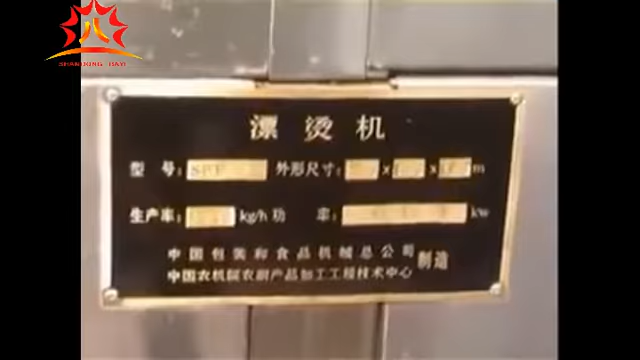 漂烫机
型号: 外形尺寸: x x m
生产率: kg/h 功率: kw
中国包装和食品机械总公司
制造
中国农机院农副产品加工工程技术中心